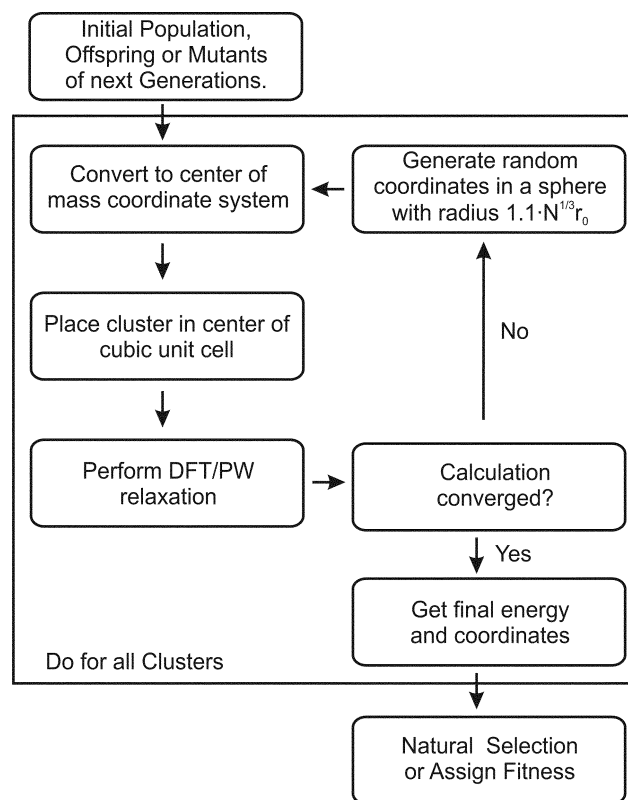 Initial Population,
Offspring or Mutants
of next Generations.
Convert to center of
mass coordinate system
Generate random
coordinates in a sphere
with radius 1.1·N^{1/3}r_0
Place cluster in center of
cubic unit cell
No
Perform DFT/PW
relaxation
Calculation
converged?
Yes
Get final energy
and coordinates
Do for all Clusters
Natural Selection
or Assign Fitness